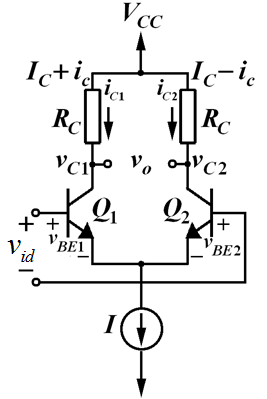 V_CC
I_C+i_c I_C-i_c
i_C1 i_C2
R_C R_C
v_C1 v_o v_C2
Q_1 Q_2
+ + +
v_BE1 v_BE2
v_id
- - -
I